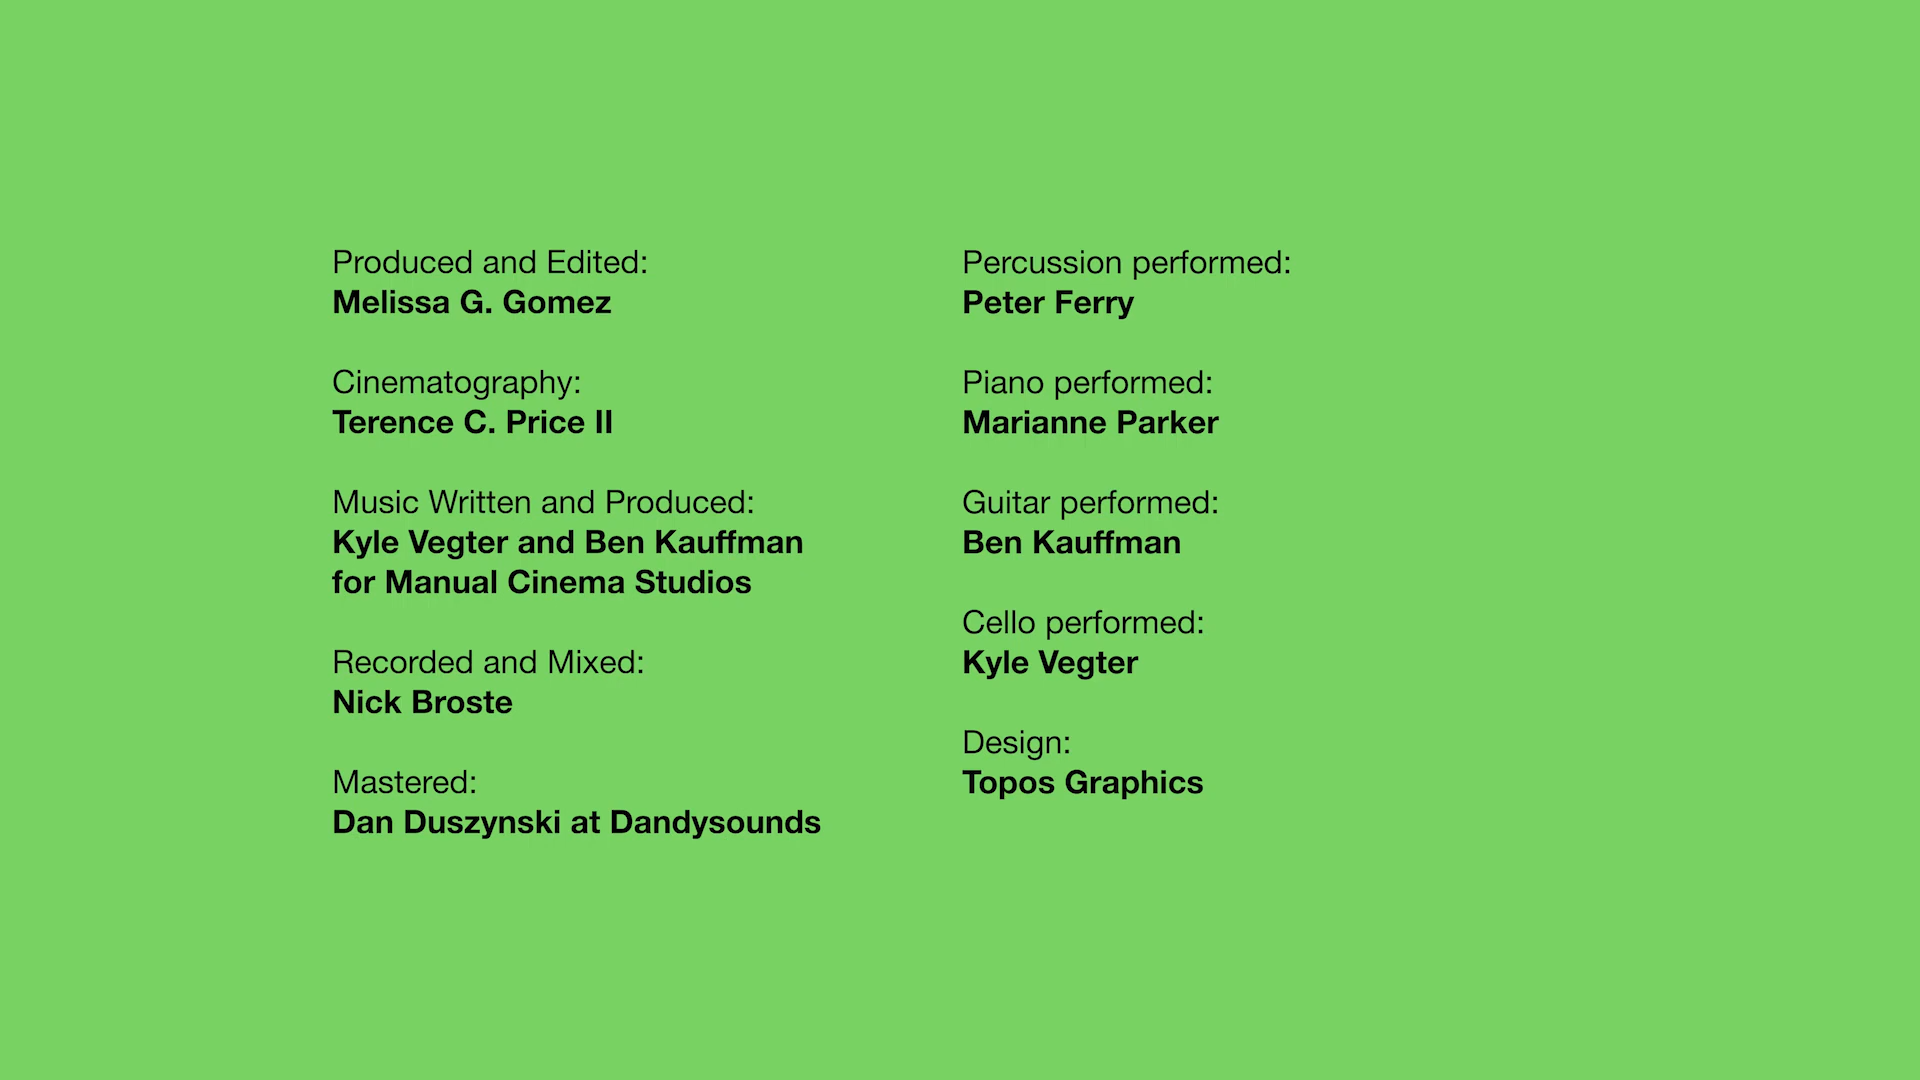 Produced and Edited:
Melissa G. Gomez
Cinematography:
Terence C. Price II
Music Written and Produced:
Kyle Vegter and Ben Kauffman
for Manual Cinema Studios
Recorded and Mixed:
Nick Broste
Mastered:
Dan Duszynski at Dandysounds
Percussion performed:
Peter Ferry
Piano performed:
Marianne Parker
Guitar performed:
Ben Kauffman
Cello performed:
Kyle Vegter
Design:
Topos Graphics